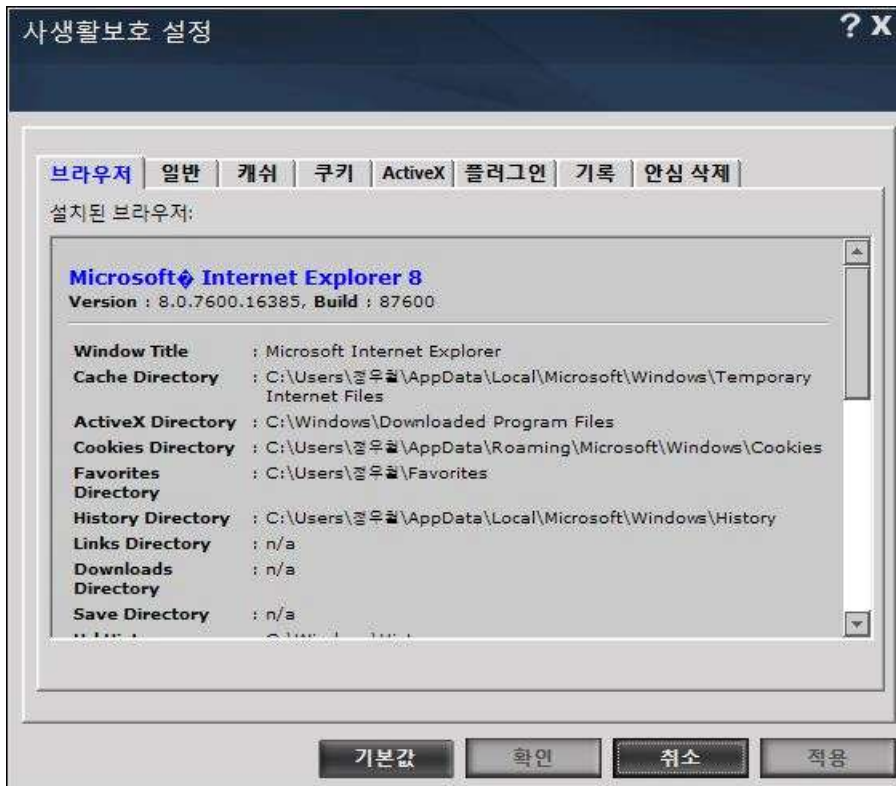 사생활보호 설정
? X
브라우저 일반 캐쉬 쿠키 ActiveX 플러그인 기록 안심 삭제
설치된 브라우저:
Microsoft� Internet Explorer 8
Version : 8.0.7600.16385, Build : 87600
Window Title : Microsoft Internet Explorer
Cache Directory : C:\Users\정우철\AppData\Local\Microsoft\Windows\Temporary
Internet Files
ActiveX Directory : C:\Windows\Downloaded Program Files
Cookies Directory : C:\Users\정우철\AppData\Roaming\Microsoft\Windows\Cookies
Favorites : C:\Users\정우철\Favorites
Directory
History Directory : C:\Users\정우철\AppData\Local\Microsoft\Windows\History
Links Directory : n/a
Downloads : n/a
Directory
Save Directory : n/a
기본값 확인 취소 적용